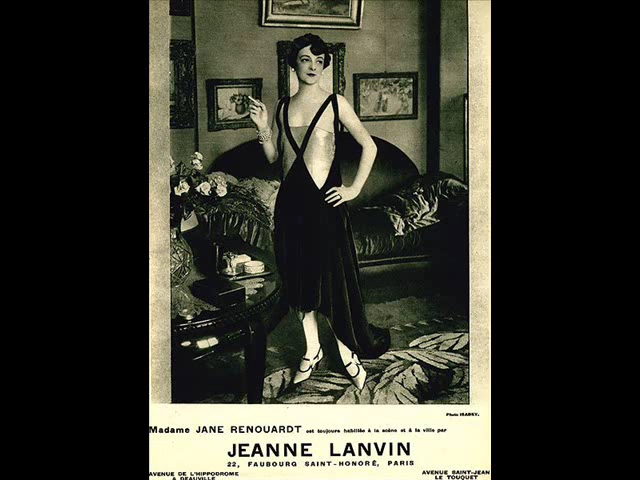 Photo ISABEY.
Madame JANE RENOUARDT est toujours habillée à la scène et à la ville par
JEANNE LANVIN
22, FAUBOURG SAINT-HONORÉ, PARIS
AVENUE DE L'HIPPODROME
A DEAUVILLE
AVENUE SAINT-JEAN
LE TOUQUET